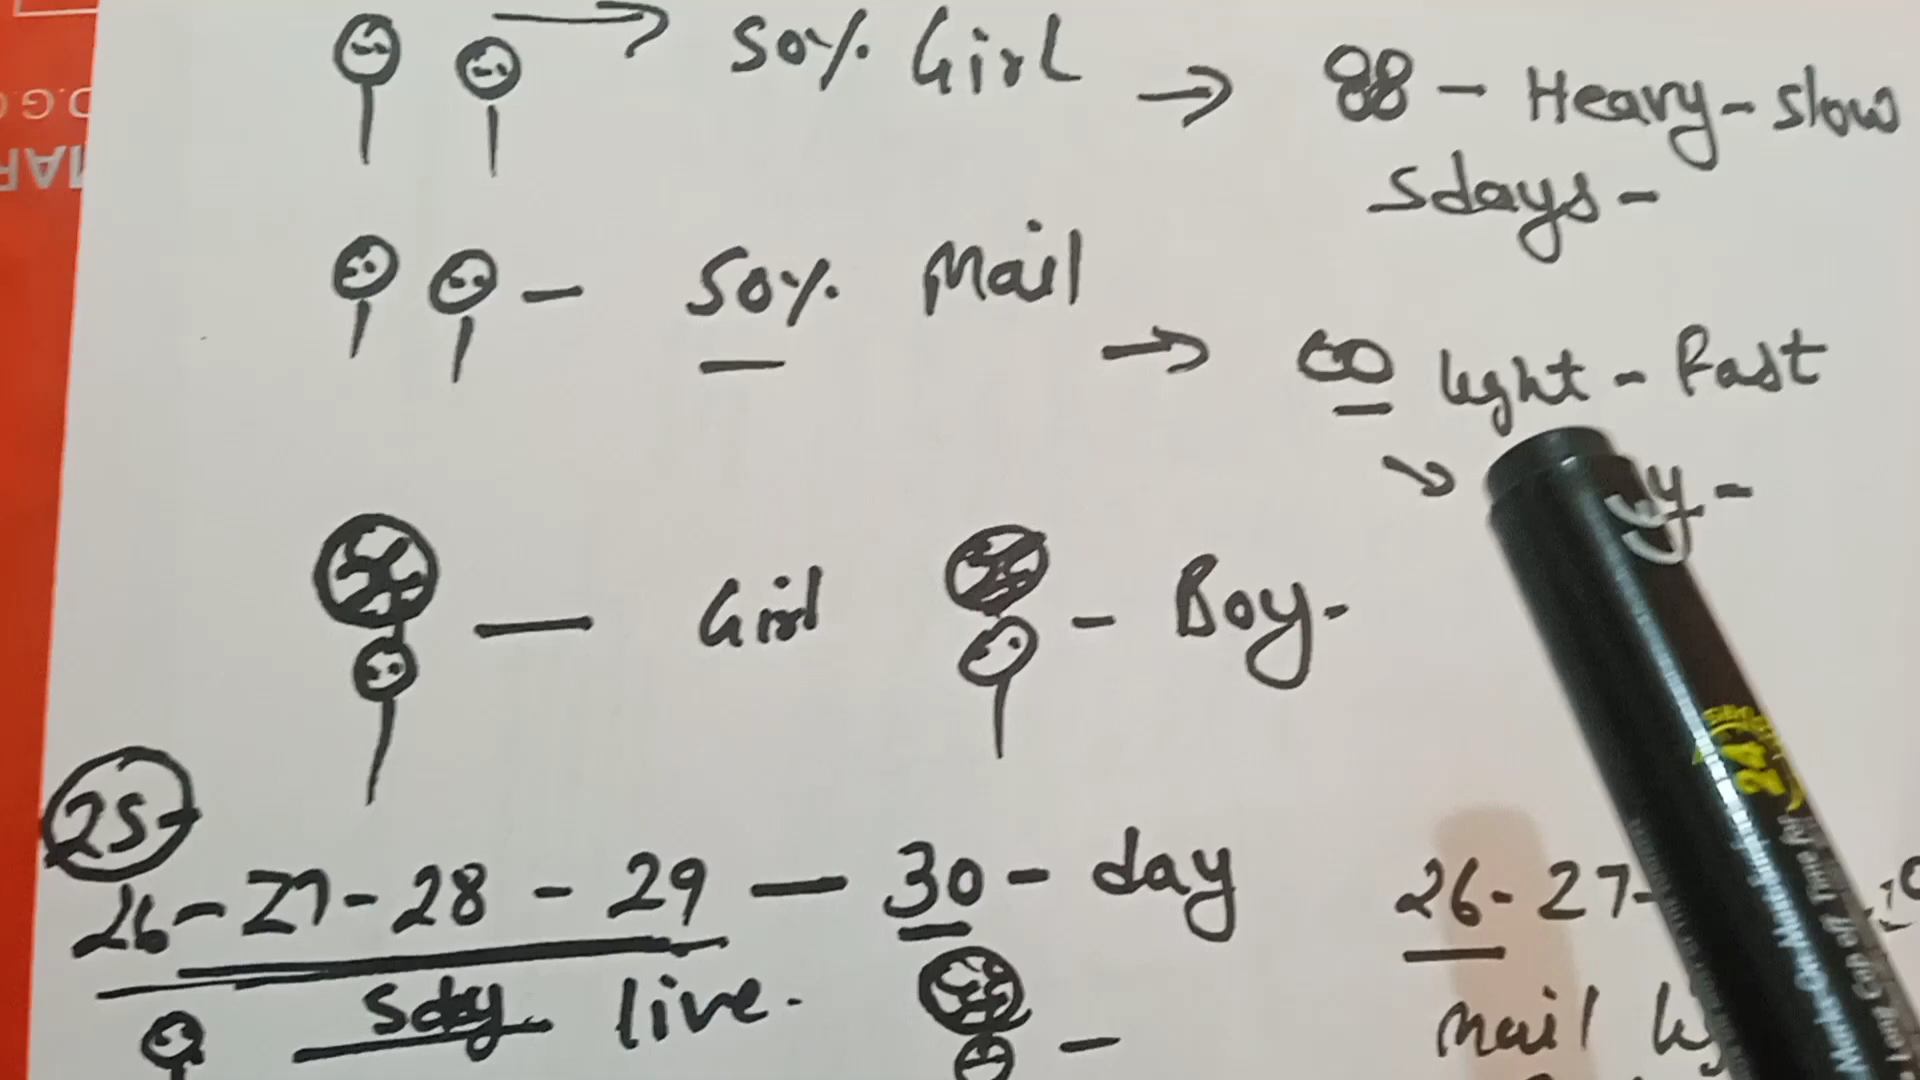 50% Girl → 88 - Heavy - slow
5days -
50% Mail → light - Fast
Girl
Boy -
25
26 - 27 - 28 - 29 — 30 - day
26 - 27 -
5day live.
Mail